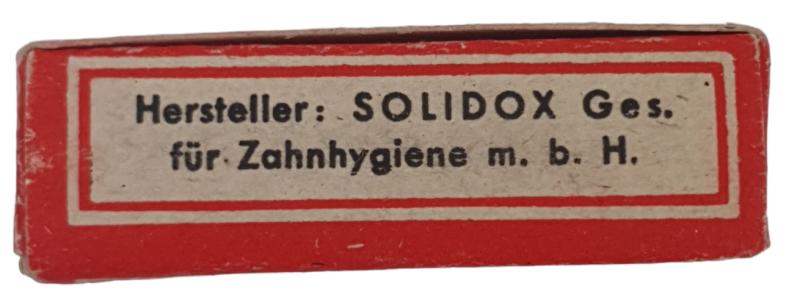 Hersteller: SOLIDOX Ges.
für Zahnhygiene m. b. H.